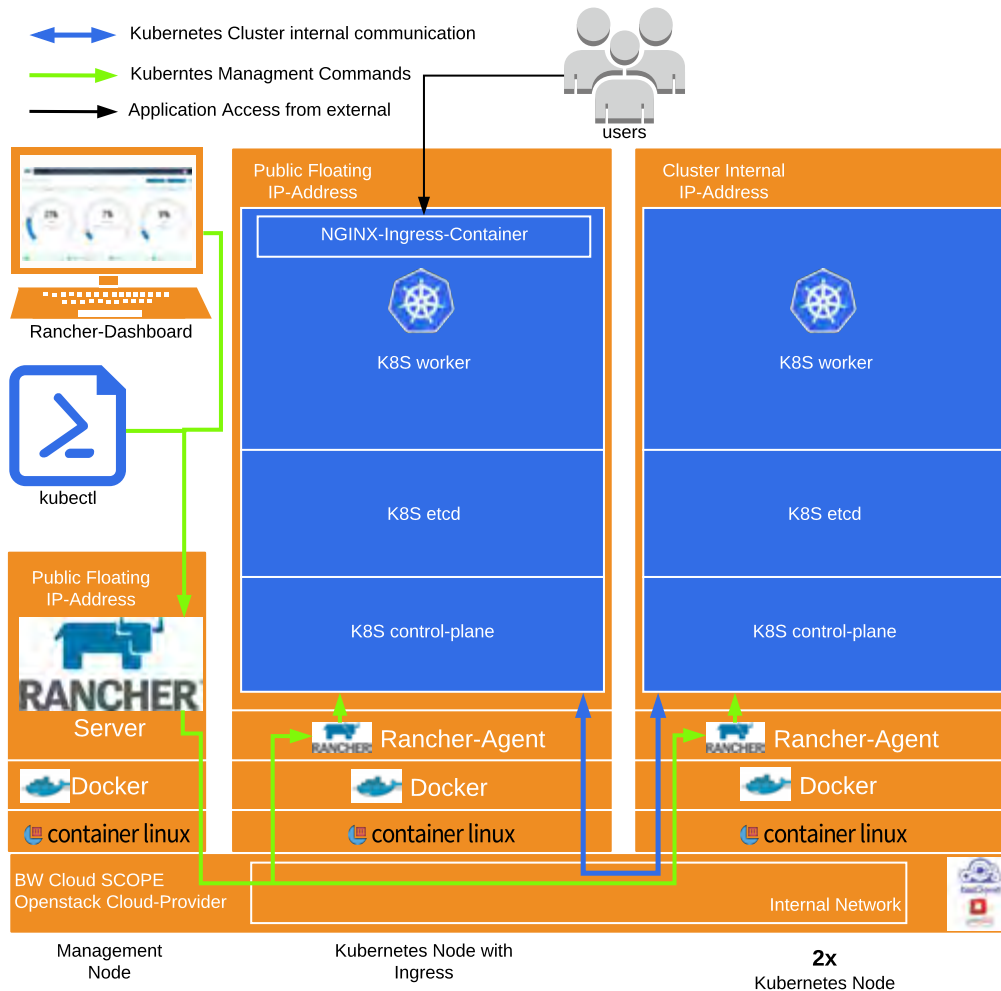 Kubernetes Cluster internal communication
Kuberntes Managment Commands
Application Access from external
users
Rancher-Dashboard
kubectl
Public Floating
IP-Address
RANCHER
Server
Docker
container linux
Public Floating
IP-Address
NGINX-Ingress-Container
K8S worker
K8S etcd
K8S control-plane
RANCHER
Rancher-Agent
Docker
container linux
Cluster Internal
IP-Address
K8S worker
K8S etcd
K8S control-plane
RANCHER
Rancher-Agent
Docker
container linux
BW Cloud SCOPE
Openstack Cloud-Provider
Internal Network
Management
Node
Kubernetes Node with
Ingress
2x
Kubernetes Node